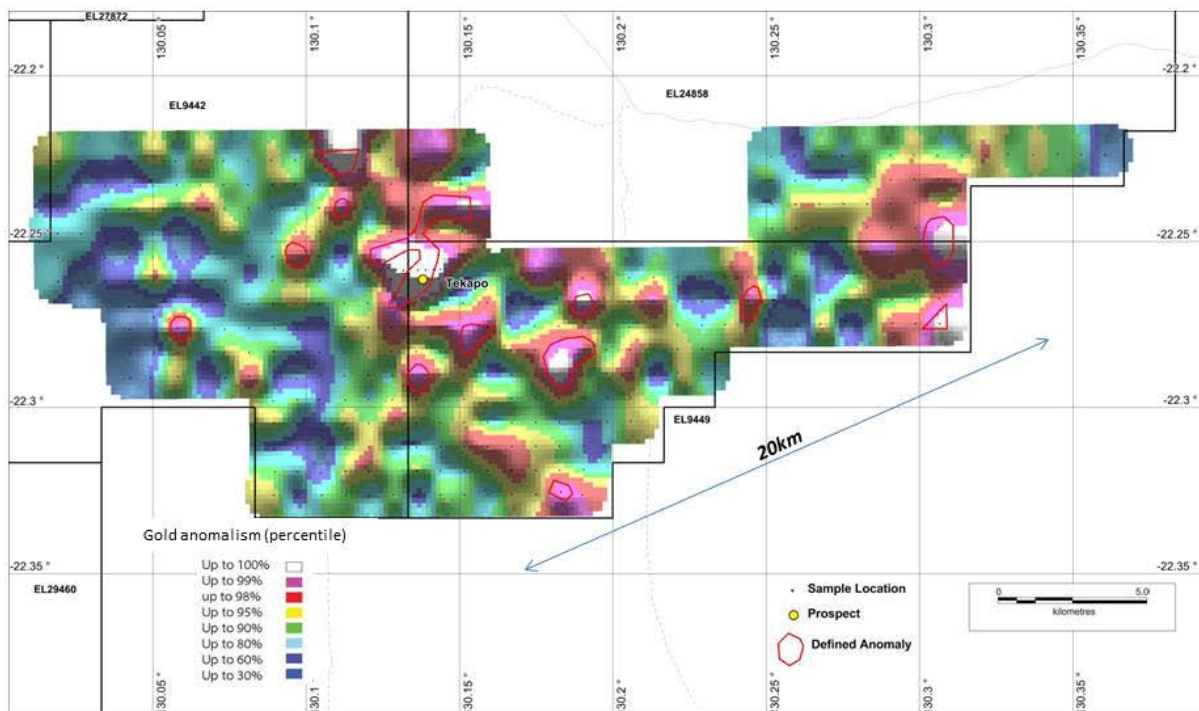 EL27872
130.05 °
130.1 °
130.15 °
130.2 °
130.25 °
130.3 °
130.35 °
-22.2 °
-22.2 °
EL9442
EL24858
-22.25 °
-22.25 °
Tekapo
-22.3 °
-22.3 °
EL9449
20km
Gold anomalism (percentile)
Up to 100%
Up to 99%
up to 98%
Up to 95%
Up to 90%
Up to 80%
Up to 60%
Up to 30%
-22.35 °
-22.35 °
EL29460
Sample Location
Prospect
Defined Anomaly
0 5.0
kilometres
130.05 °
130.1 °
130.15 °
130.2 °
130.25 °
130.3 °
130.35 °